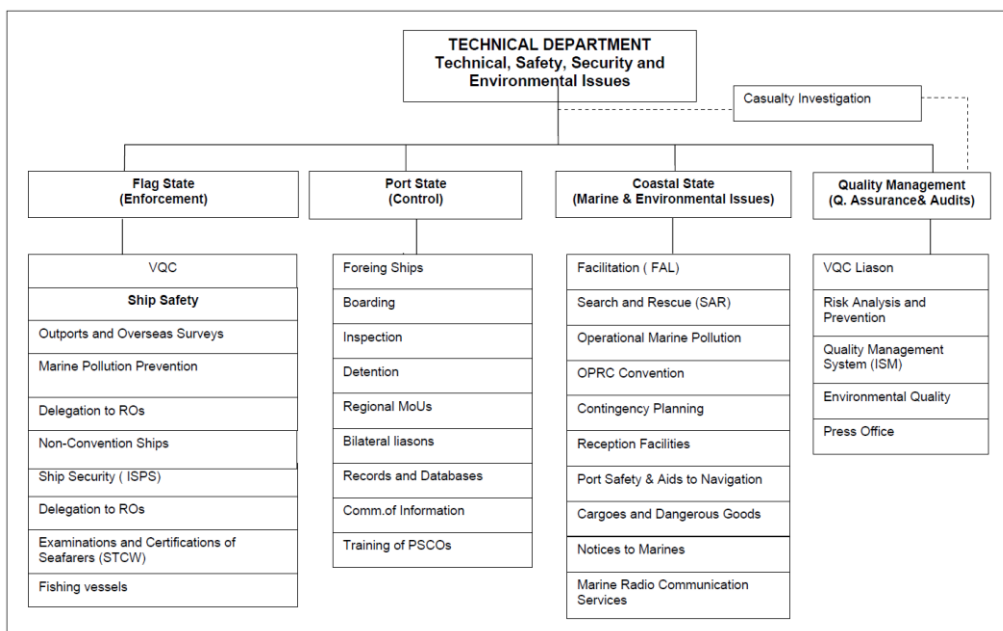 TECHNICAL DEPARTMENT
Technical, Safety, Security and
Environmental Issues
Casualty Investigation
Flag State
(Enforcement)
Port State
(Control)
Coastal State
(Marine & Environmental Issues)
Quality Management
(Q. Assurance& Audits)
VQC
Ship Safety
Outports and Overseas Surveys
Marine Pollution Prevention
Delegation to ROs
Non-Convention Ships
Ship Security ( ISPS)
Delegation to ROs
Examinations and Certifications of
Seafarers (STCW)
Fishing vessels
Foreing Ships
Boarding
Inspection
Detention
Regional MoUs
Bilateral liasons
Records and Databases
Comm.of Information
Training of PSCOs
Facilitation ( FAL)
Search and Rescue (SAR)
Operational Marine Pollution
OPRC Convention
Contingency Planning
Reception Facilities
Port Safety & Aids to Navigation
Cargoes and Dangerous Goods
Notices to Marines
Marine Radio Communication
Services
VQC Liason
Risk Analysis and
Prevention
Quality Management
System (ISM)
Environmental Quality
Press Office